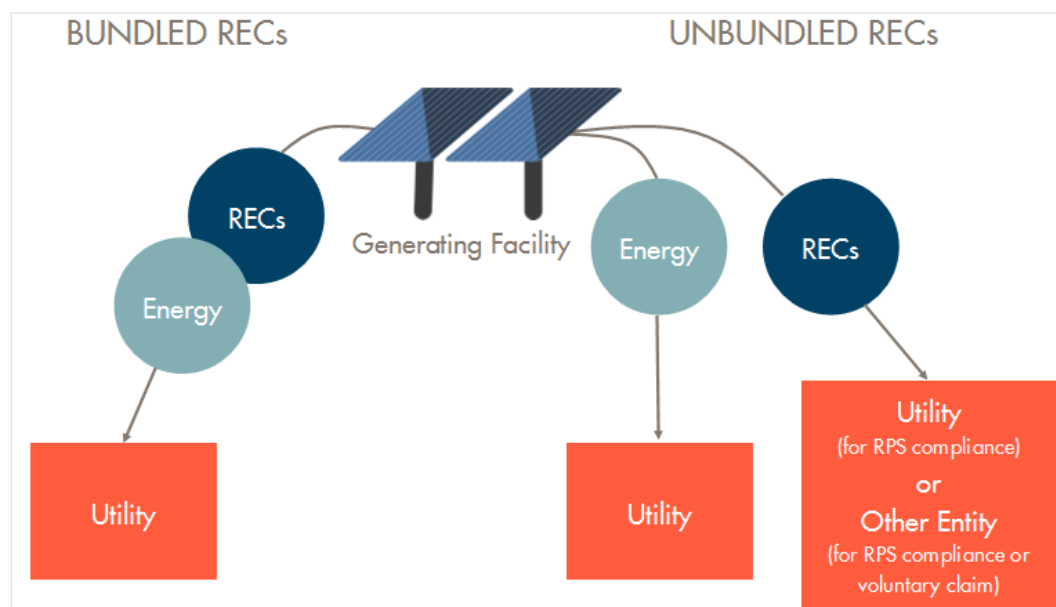 BUNDLED RECs
UNBUNDLED RECs
RECs
Energy
Generating Facility
Energy
RECs
Utility
Utility
Utility
(for RPS compliance)
or
Other Entity
(for RPS compliance or
voluntary claim)